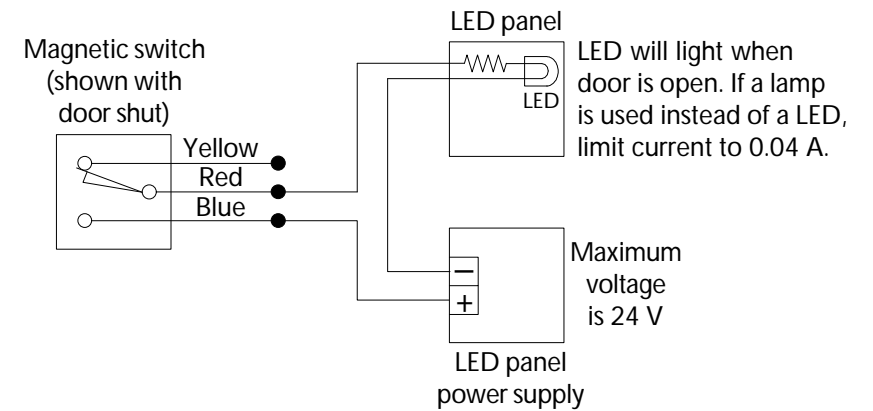 LED panel
Magnetic switch
(shown with
door shut)
LED will light when
door is open. If a lamp
is used instead of a LED,
limit current to 0.04 A.
LED
Yellow
Red
Blue
−
+
Maximum
voltage
is 24 V
LED panel
power supply